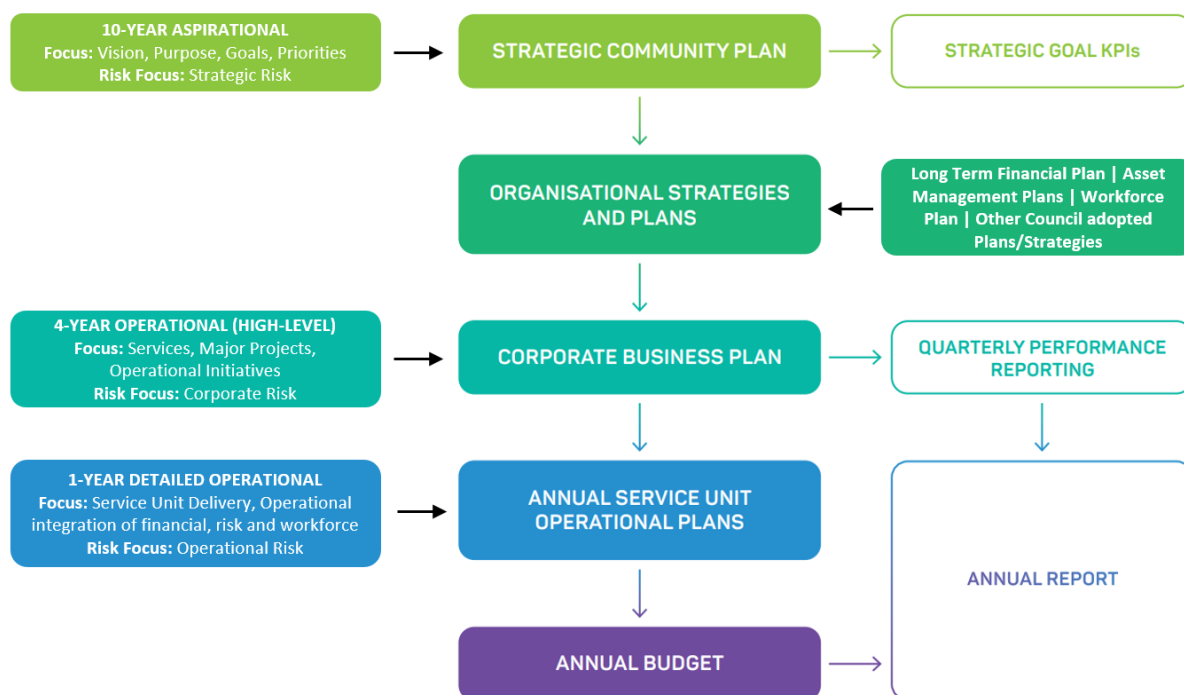 10-YEAR ASPIRATIONAL
Focus: Vision, Purpose, Goals, Priorities
Risk Focus: Strategic Risk
STRATEGIC COMMUNITY PLAN
STRATEGIC GOAL KPIs
ORGANISATIONAL STRATEGIES
AND PLANS
Long Term Financial Plan | Asset
Management Plans | Workforce
Plan | Other Council adopted
Plans/Strategies
4-YEAR OPERATIONAL (HIGH-LEVEL)
Focus: Services, Major Projects,
Operational Initiatives
Risk Focus: Corporate Risk
CORPORATE BUSINESS PLAN
QUARTERLY PERFORMANCE
REPORTING
1-YEAR DETAILED OPERATIONAL
Focus: Service Unit Delivery, Operational
integration of financial, risk and workforce
Risk Focus: Operational Risk
ANNUAL SERVICE UNIT
OPERATIONAL PLANS
ANNUAL REPORT
ANNUAL BUDGET